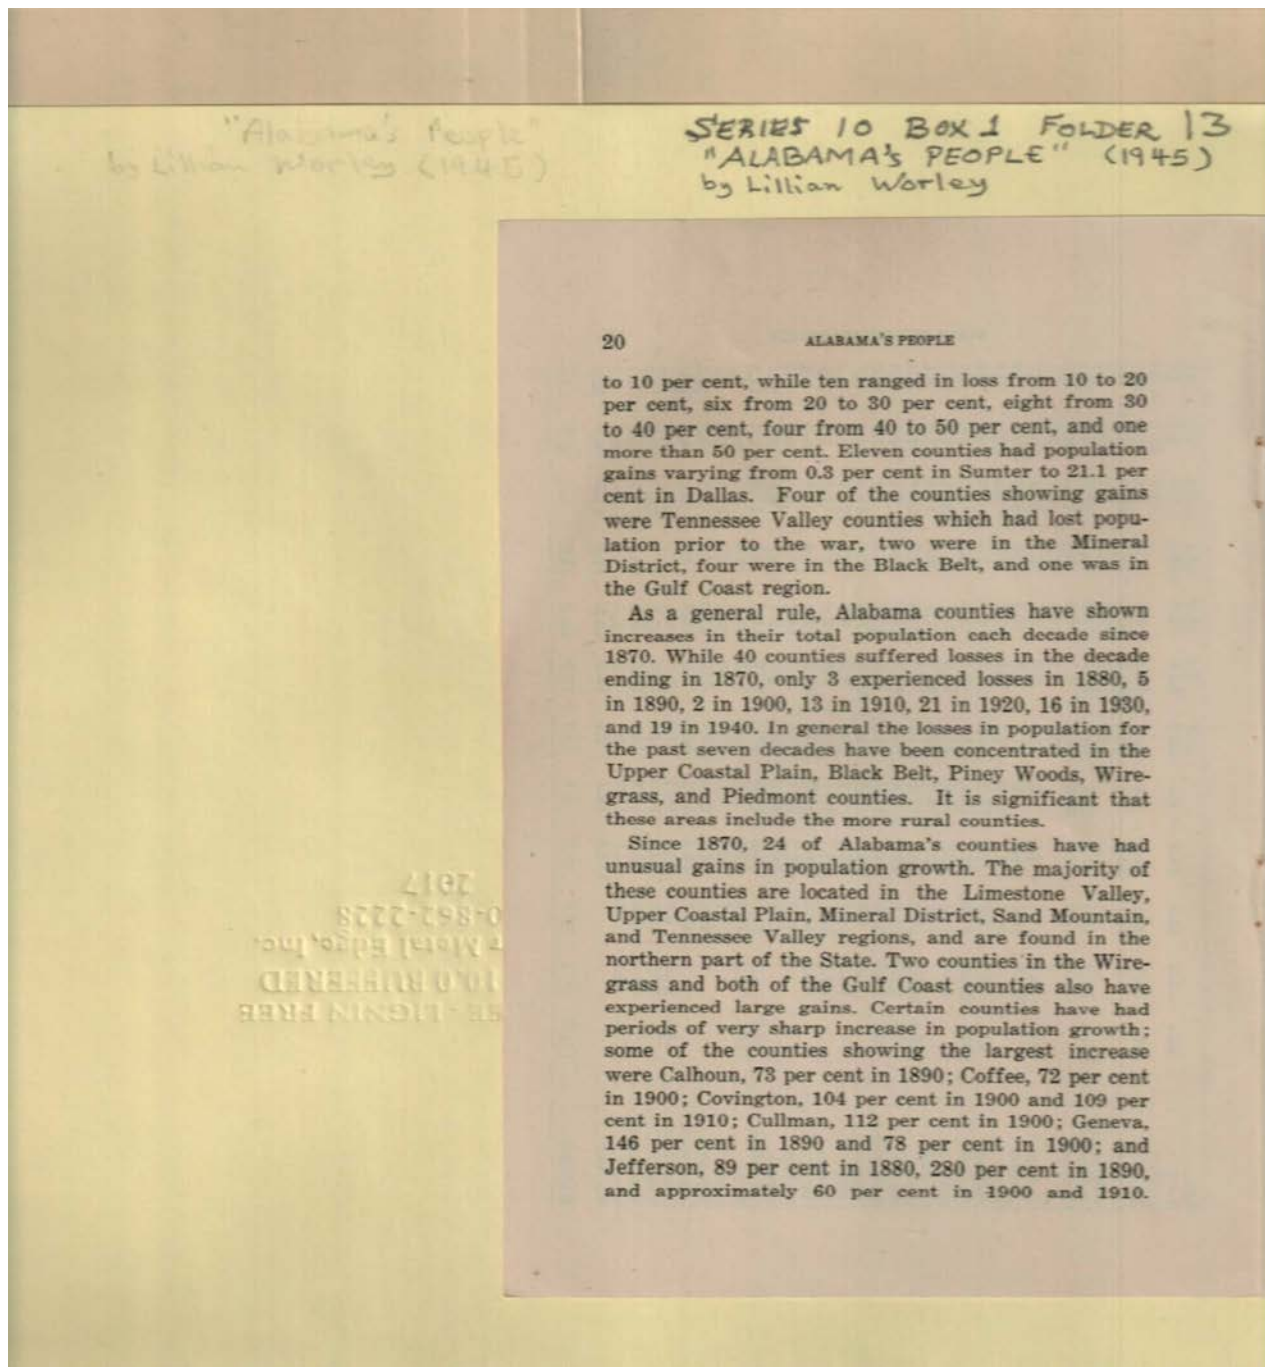 "Alabama's People"
by Lillian Worley (1945)
SERIES 10 BOX 1 FOLDER 13
"ALABAMA'S PEOPLE" (1945)
by Lillian Worley
20 ALABAMA'S PEOPLE
to 10 per cent, while ten ranged in loss from 10 to 20
per cent, six from 20 to 30 per cent, eight from 30
to 40 per cent, four from 40 to 50 per cent, and one
more than 50 per cent. Eleven counties had population
gains varying from 0.3 per cent in Sumter to 21.1 per
cent in Dallas. Four of the counties showing gains
were Tennessee Valley counties which had lost popu-
lation prior to the war, two were in the Mineral
District, four were in the Black Belt, and one was in
the Gulf Coast region.
As a general rule, Alabama counties have shown
increases in their total population each decade since
1870. While 40 counties suffered losses in the decade
ending in 1870, only 3 experienced losses in 1880, 5
in 1890, 2 in 1900, 13 in 1910, 21 in 1920, 16 in 1930,
and 19 in 1940. In general the losses in population for
the past seven decades have been concentrated in the
Upper Coastal Plain, Black Belt, Piney Woods, Wire-
grass, and Piedmont counties. It is significant that
these areas include the more rural counties.
Since 1870, 24 of Alabama's counties have had
unusual gains in population growth. The majority of
these counties are located in the Limestone Valley,
Upper Coastal Plain, Mineral District, Sand Mountain,
and Tennessee Valley regions, and are found in the
northern part of the State. Two counties in the Wire-
grass and both of the Gulf Coast counties also have
experienced large gains. Certain counties have had
periods of very sharp increase in population growth;
some of the counties showing the largest increase
were Calhoun, 73 per cent in 1890; Coffee, 72 per cent
in 1900; Covington, 104 per cent in 1900 and 109 per
cent in 1910; Cullman, 112 per cent in 1900; Geneva,
146 per cent in 1890 and 78 per cent in 1900; and
Jefferson, 89 per cent in 1880, 280 per cent in 1890,
and approximately 60 per cent in 1900 and 1910.
LIGNIN FREE
10.0 BUFFERED
Metal Edge, Inc.
0-862-2228
2017